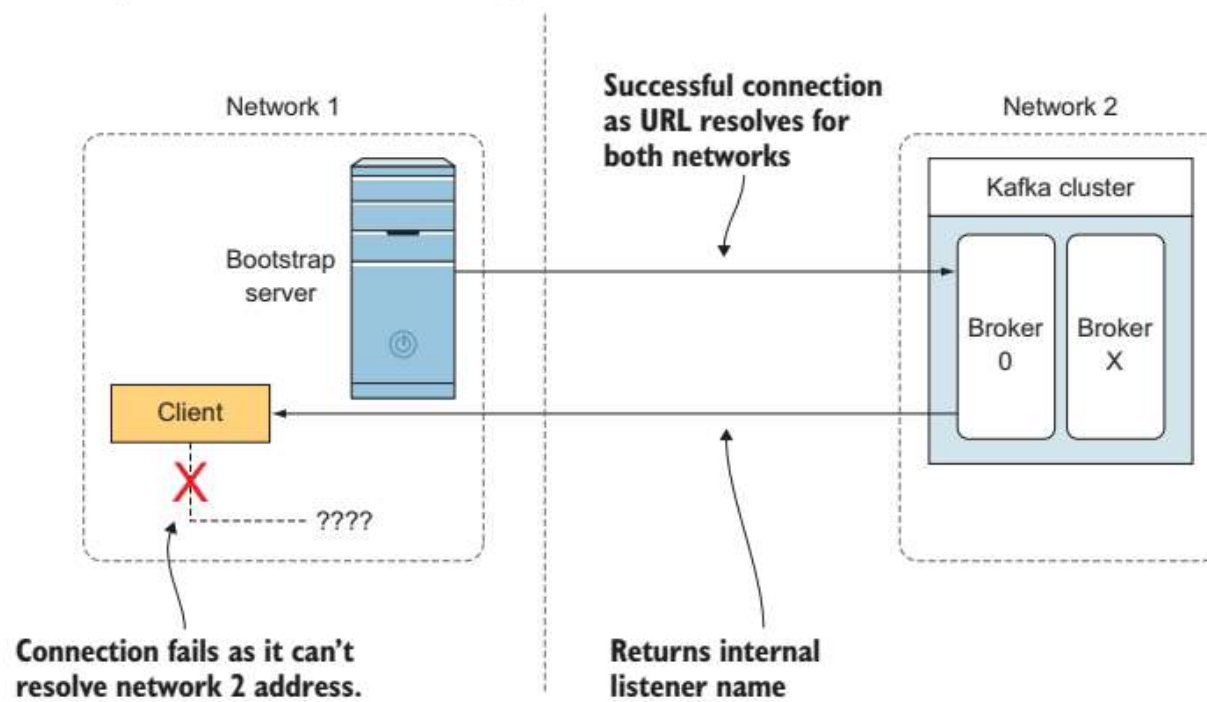 Network 1
Successful connection
as URL resolves for
both networks
Network 2
Kafka cluster
Bootstrap
server
Broker
0
Broker
X
Client
????
Connection fails as it can't
resolve network 2 address.
Returns internal
listener name